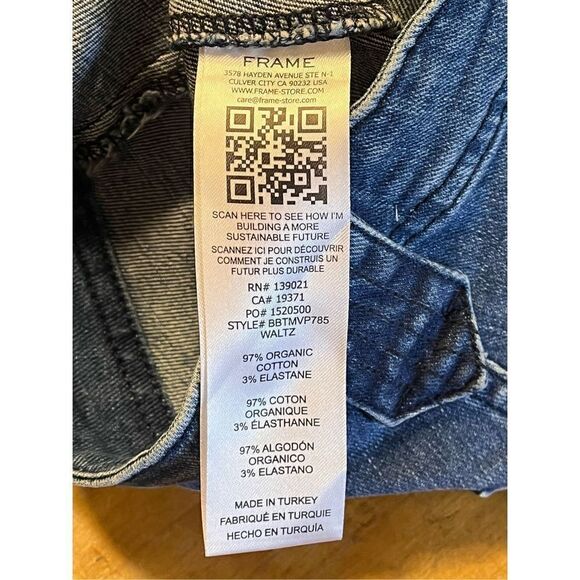 FRAME
3578 HAYDEN AVENUE STE N-1
CULVER CITY CA 90232 USA
WWW.FRAME-STORE.COM
care@frame-store.com
SCAN HERE TO SEE HOW I'M
BUILDING A MORE
SUSTAINABLE FUTURE
SCANNEZ ICI POUR DÉCOUVRIR
COMMENT JE CONSTRUIS UN
FUTUR PLUS DURABLE
RN# 139021
CA# 19371
PO# 1520500
STYLE# BBTMVP785
WALTZ
97% ORGANIC
COTTON
3% ELASTANE
97% COTON
ORGANIQUE
3% ÉLASTHANNE
97% ALGODÓN
ORGANICO
3% ELASTANO
MADE IN TURKEY
FABRIQUÉ EN TURQUIE
HECHO EN TURQUÍA